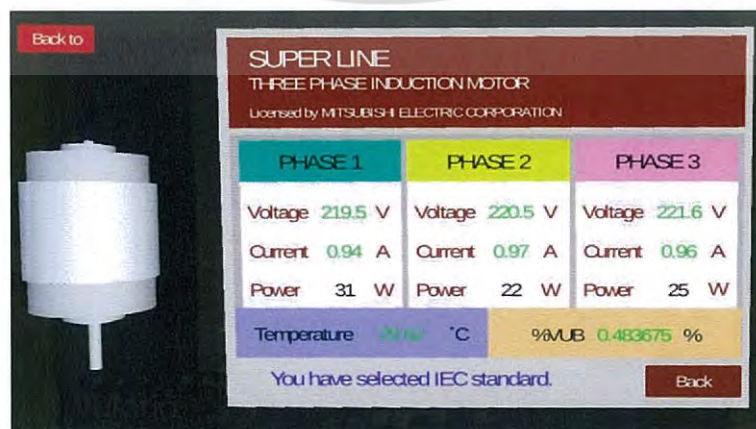 Back to
SUPER LINE
THREE PHASE INDUCTION MOTOR
Licensed by MITSUBISHI ELECTRIC CORPORATION
PHASE 1 PHASE 2 PHASE 3
Voltage 219.5 V Voltage 220.5 V Voltage 221.6 V
Current 0.94 A Current 0.97 A Current 0.96 A
Power 31 W Power 22 W Power 25 W
Temperature °C %VUB 0.483675 %
You have selected IEC standard.
Back